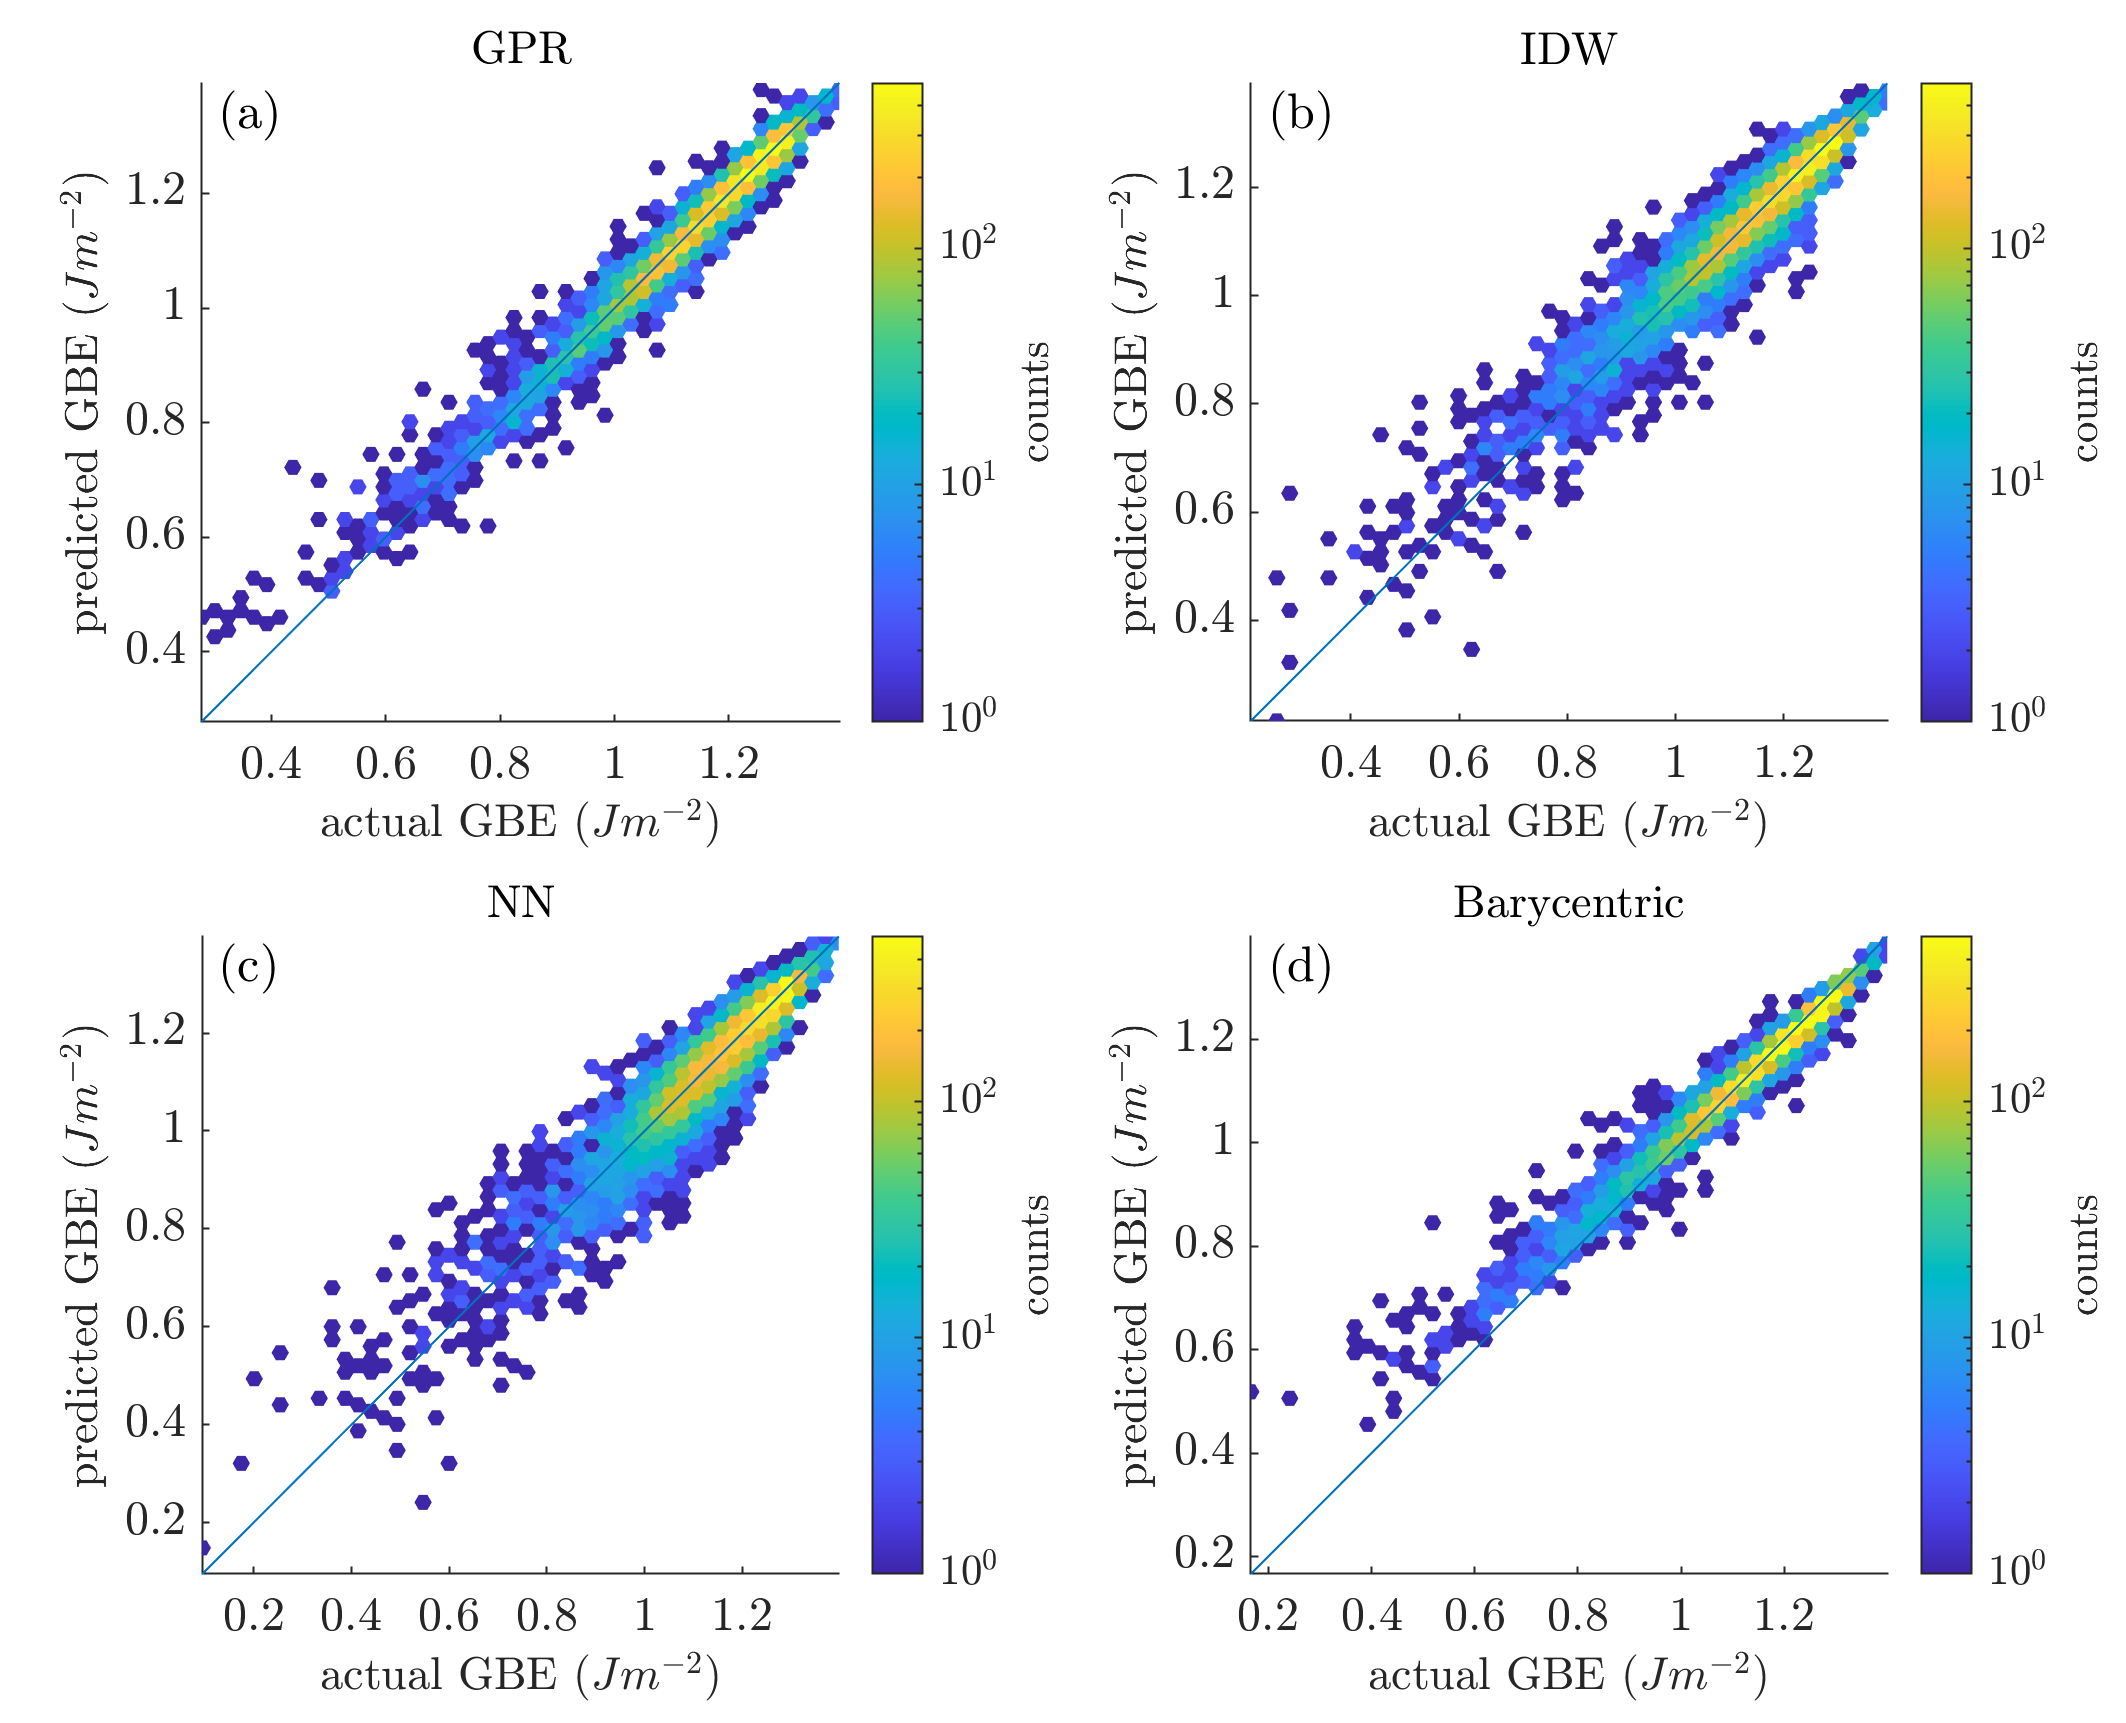 GPR
(a)
predicted GBE (Jm⁻²)
1.2
1
0.8
0.6
0.4
0.4 0.6 0.8 1 1.2
actual GBE (Jm⁻²)
10²
10¹
10⁰
counts
IDW
(b)
predicted GBE (Jm⁻²)
1.2
1
0.8
0.6
0.4
0.4 0.6 0.8 1 1.2
actual GBE (Jm⁻²)
10²
10¹
10⁰
counts
NN
(c)
predicted GBE (Jm⁻²)
1.2
1
0.8
0.6
0.4
0.2
0.2 0.4 0.6 0.8 1 1.2
actual GBE (Jm⁻²)
10²
10¹
10⁰
counts
Barycentric
(d)
predicted GBE (Jm⁻²)
1.2
1
0.8
0.6
0.4
0.2
0.2 0.4 0.6 0.8 1 1.2
actual GBE (Jm⁻²)
10²
10¹
10⁰
counts